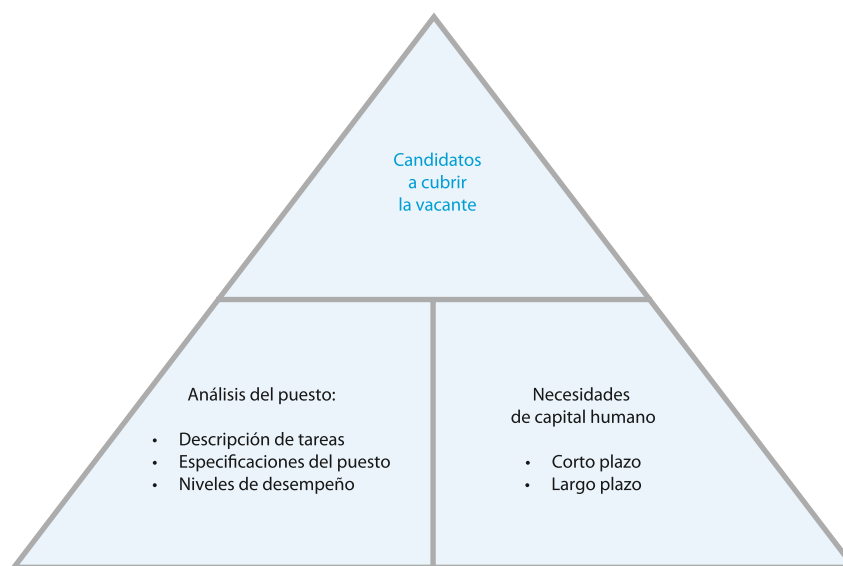 Candidatos
a cubrir
la vacante
Análisis del puesto:
• Descripción de tareas
• Especificaciones del puesto
• Niveles de desempeño
Necesidades
de capital humano
• Corto plazo
• Largo plazo